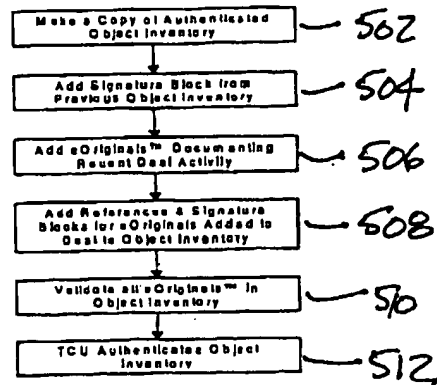 Make a Copy of Authenticated
Object Inventory
502
Add Signature Block from
Previous Object Inventory
504
Add eOriginals™ Documenting
Recent Deal Activity
506
Add References & Signature
Blocks for eOriginals Added to
Deal to Object Inventory
508
Validate all eOriginals™ in
Object Inventory
510
TCU Authenticates Object
Inventory
512